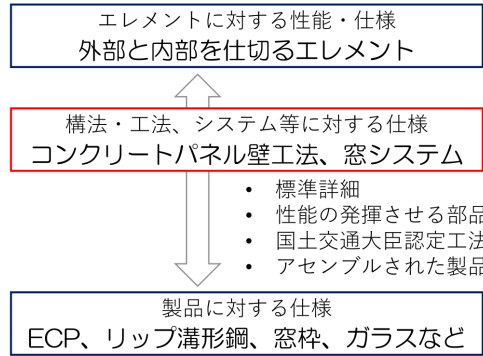 エレメントに対する性能・仕様
外部と内部を仕切るエレメント
構法・工法、システム等に対する仕様
コンクリートパネル壁工法、窓システム
• 標準詳細
• 性能の発揮させる部品
• 国土交通大臣認定工法
• アセンブルされた製品
製品に対する仕様
ECP、リップ溝形鋼、窓枠、ガラスなど